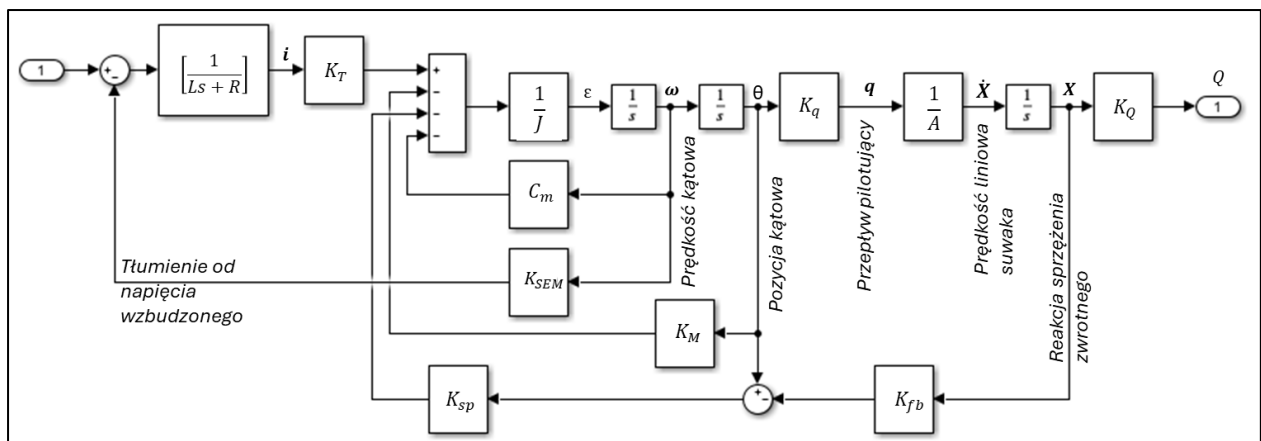 1
+
−
[1/(Ls + R)]
i
K_T
+
−
−
−
1/J
ε
1/s
ω
1/s
θ
K_q
q
1/A
Ẋ
1/s
X
K_Q
Q
1
C_m
Prędkość kątowa
Pozycja kątowa
Przepływ pilotujący
Prędkość liniowa
suwaka
Reakcja sprzężenia
zwrotnego
Tłumienie od
napięcia
wzbudzonego
K_SEM
K_M
K_sp
+
−
K_fb